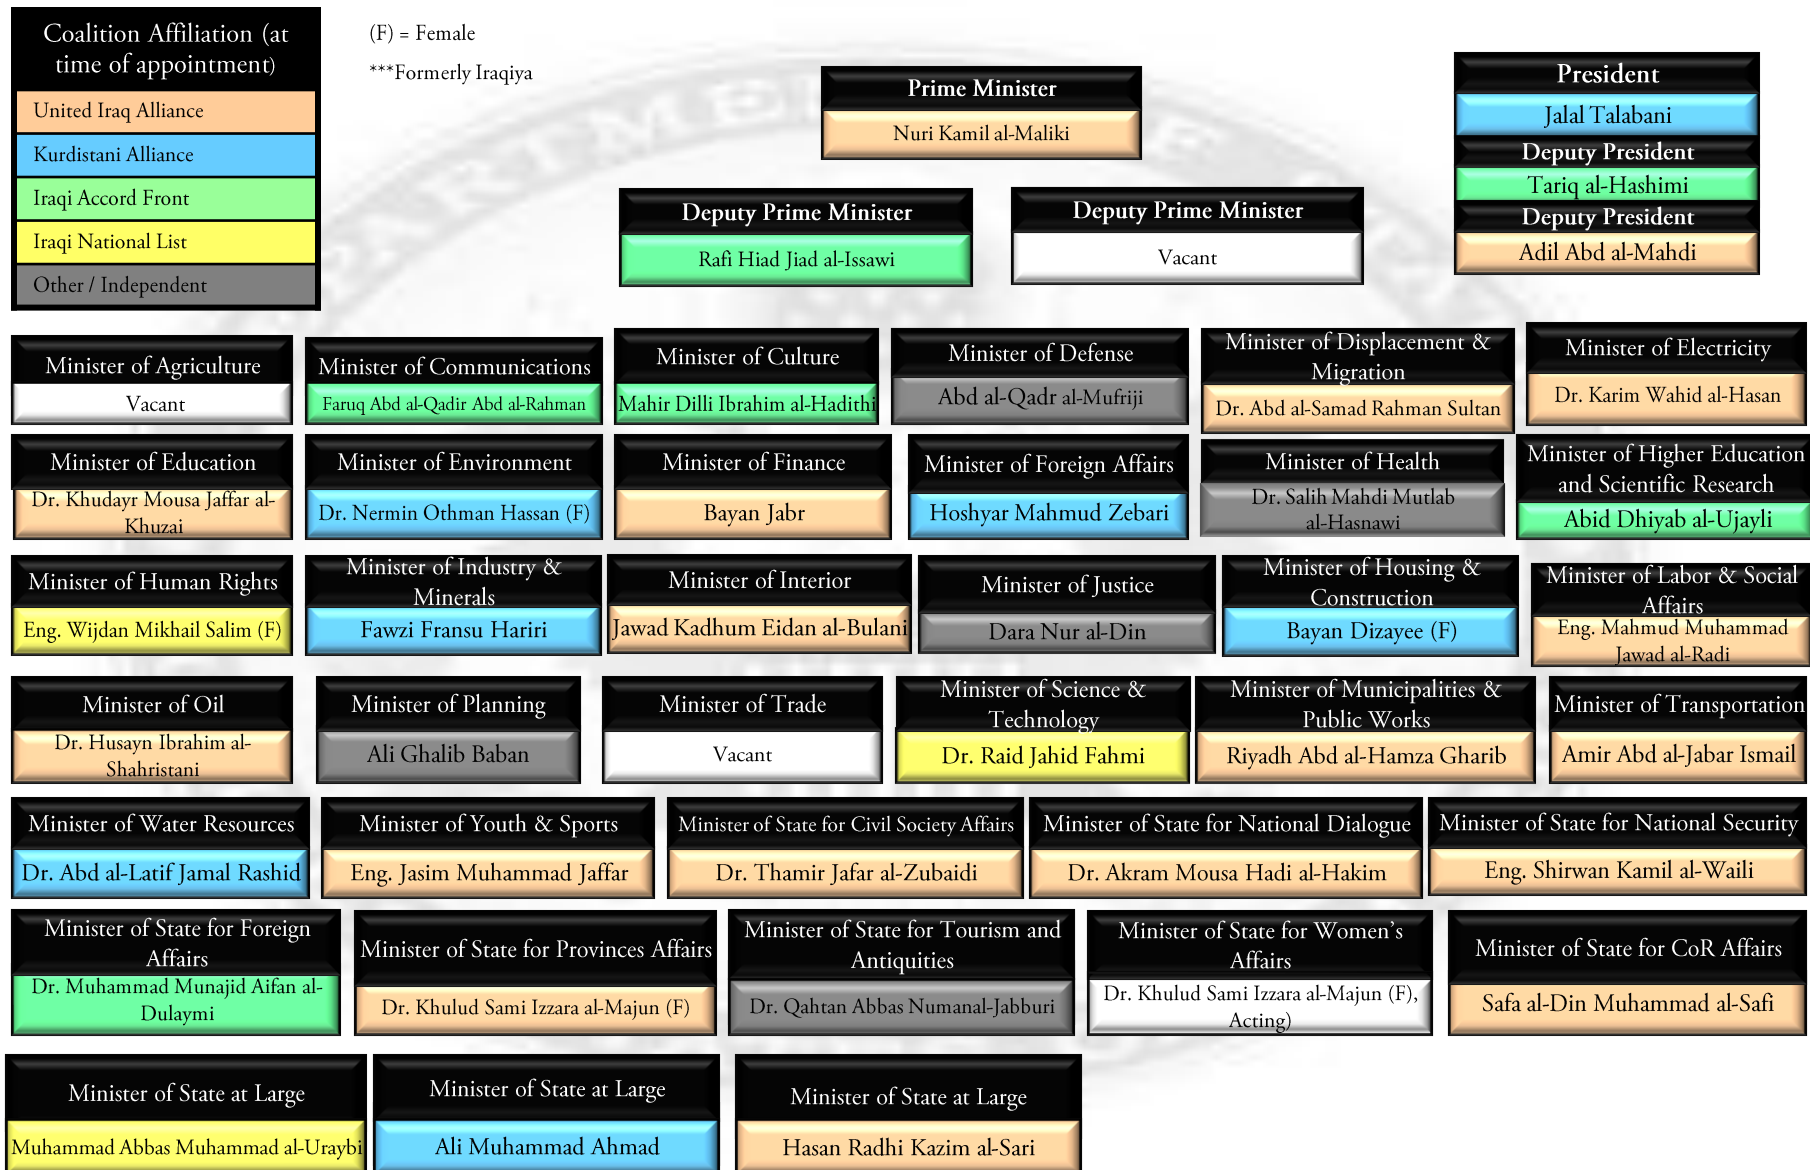 Coalition Affiliation (at
time of appointment)
United Iraq Alliance
Kurdistani Alliance
Iraqi Accord Front
Iraqi National List
Other / Independent
(F) = Female
***Formerly Iraqiya
Prime Minister
Nuri Kamil al-Maliki
President
Jalal Talabani
Deputy President
Tariq al-Hashimi
Deputy President
Adil Abd al-Mahdi
Deputy Prime Minister
Rafi Hiad Jiad al-Issawi
Deputy Prime Minister
Vacant
Minister of Agriculture
Vacant
Minister of Communications
Faruq Abd al-Qadir Abd al-Rahman
Minister of Culture
Mahir Dilli Ibrahim al-Hadithi
Minister of Defense
Abd al-Qadr al-Mufriji
Minister of Displacement &
Migration
Dr. Abd al-Samad Rahman Sultan
Minister of Electricity
Dr. Karim Wahid al-Hasan
Minister of Education
Dr. Khudayr Mousa Jaffar al-
Khuzai
Minister of Environment
Dr. Nermin Othman Hassan (F)
Minister of Finance
Bayan Jabr
Minister of Foreign Affairs
Hoshyar Mahmud Zebari
Minister of Health
Dr. Salih Mahdi Mutlab
al-Hasnawi
Minister of Higher Education
and Scientific Research
Abid Dhiyab al-Ujayli
Minister of Human Rights
Eng. Wijdan Mikhail Salim (F)
Minister of Industry &
Minerals
Fawzi Fransu Hariri
Minister of Interior
Jawad Kadhum Eidan al-Bulani
Minister of Justice
Dara Nur al-Din
Minister of Housing &
Construction
Bayan Dizayee (F)
Minister of Labor & Social
Affairs
Eng. Mahmud Muhammad
Jawad al-Radi
Minister of Oil
Dr. Husayn Ibrahim al-
Shahristani
Minister of Planning
Ali Ghalib Baban
Minister of Trade
Vacant
Minister of Science &
Technology
Dr. Raid Jahid Fahmi
Minister of Municipalities &
Public Works
Riyadh Abd al-Hamza Gharib
Minister of Transportation
Amir Abd al-Jabar Ismail
Minister of Water Resources
Dr. Abd al-Latif Jamal Rashid
Minister of Youth & Sports
Eng. Jasim Muhammad Jaffar
Minister of State for Civil Society Affairs
Dr. Thamir Jafar al-Zubaidi
Minister of State for National Dialogue
Dr. Akram Mousa Hadi al-Hakim
Minister of State for National Security
Eng. Shirwan Kamil al-Waili
Minister of State for Foreign
Affairs
Dr. Muhammad Munajid Aifan al-
Dulaymi
Minister of State for Provinces Affairs
Dr. Khulud Sami Izzara al-Majun (F)
Minister of State for Tourism and
Antiquities
Dr. Qahtan Abbas Numanal-Jabburi
Minister of State for Women's
Affairs
Dr. Khulud Sami Izzara al-Majun (F),
Acting)
Minister of State for CoR Affairs
Safa al-Din Muhammad al-Safi
Minister of State at Large
Muhammad Abbas Muhammad al-Uraybi
Minister of State at Large
Ali Muhammad Ahmad
Minister of State at Large
Hasan Radhi Kazim al-Sari